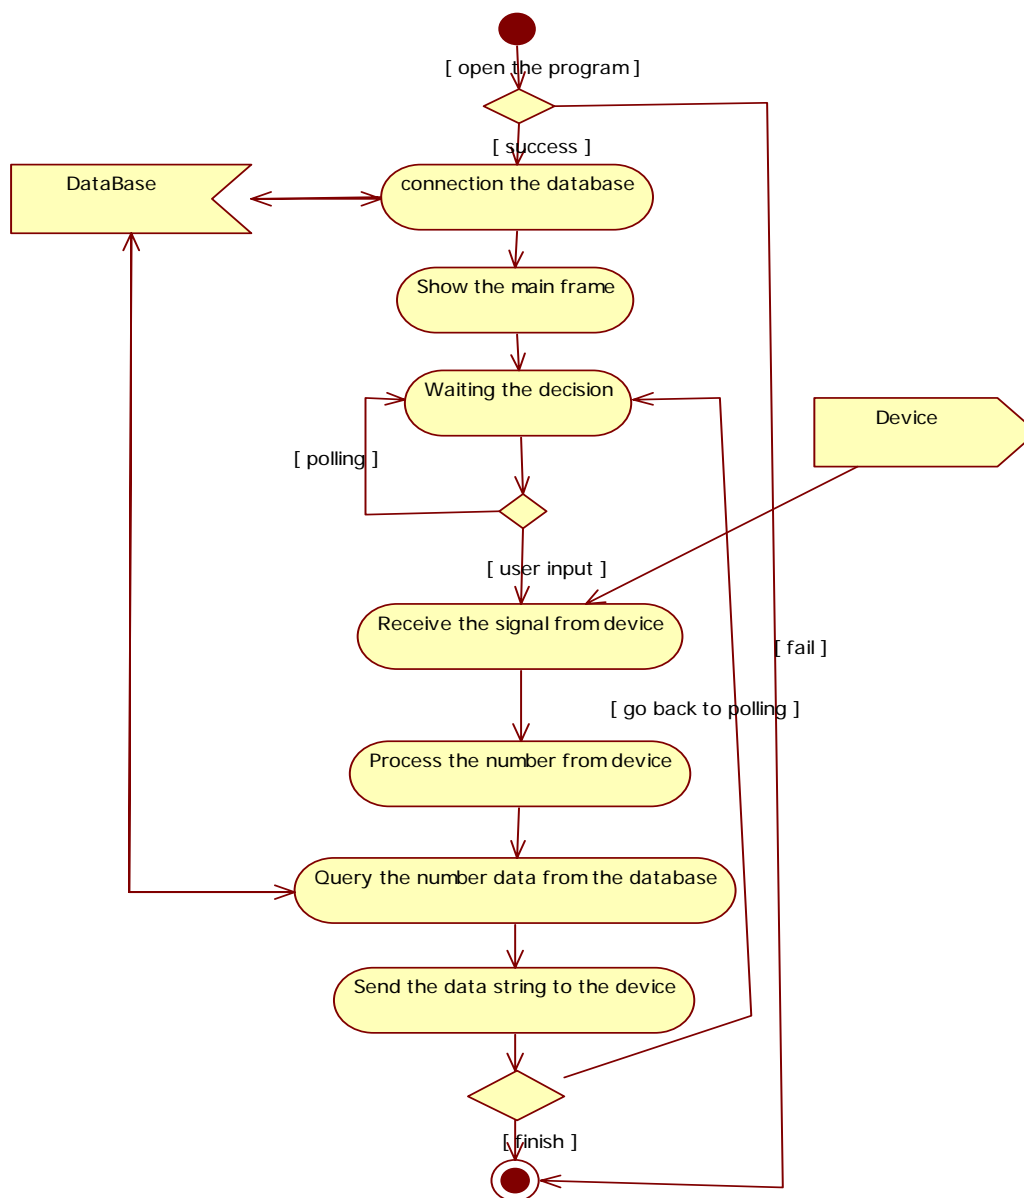 [ open the program ]
[ success ]
DataBase
connection the database
Show the main frame
Waiting the decision
Device
[ polling ]
[ user input ]
Receive the signal from device
[ fail ]
[ go back to polling ]
Process the number from device
Query the number data from the database
Send the data string to the device
[ finish ]